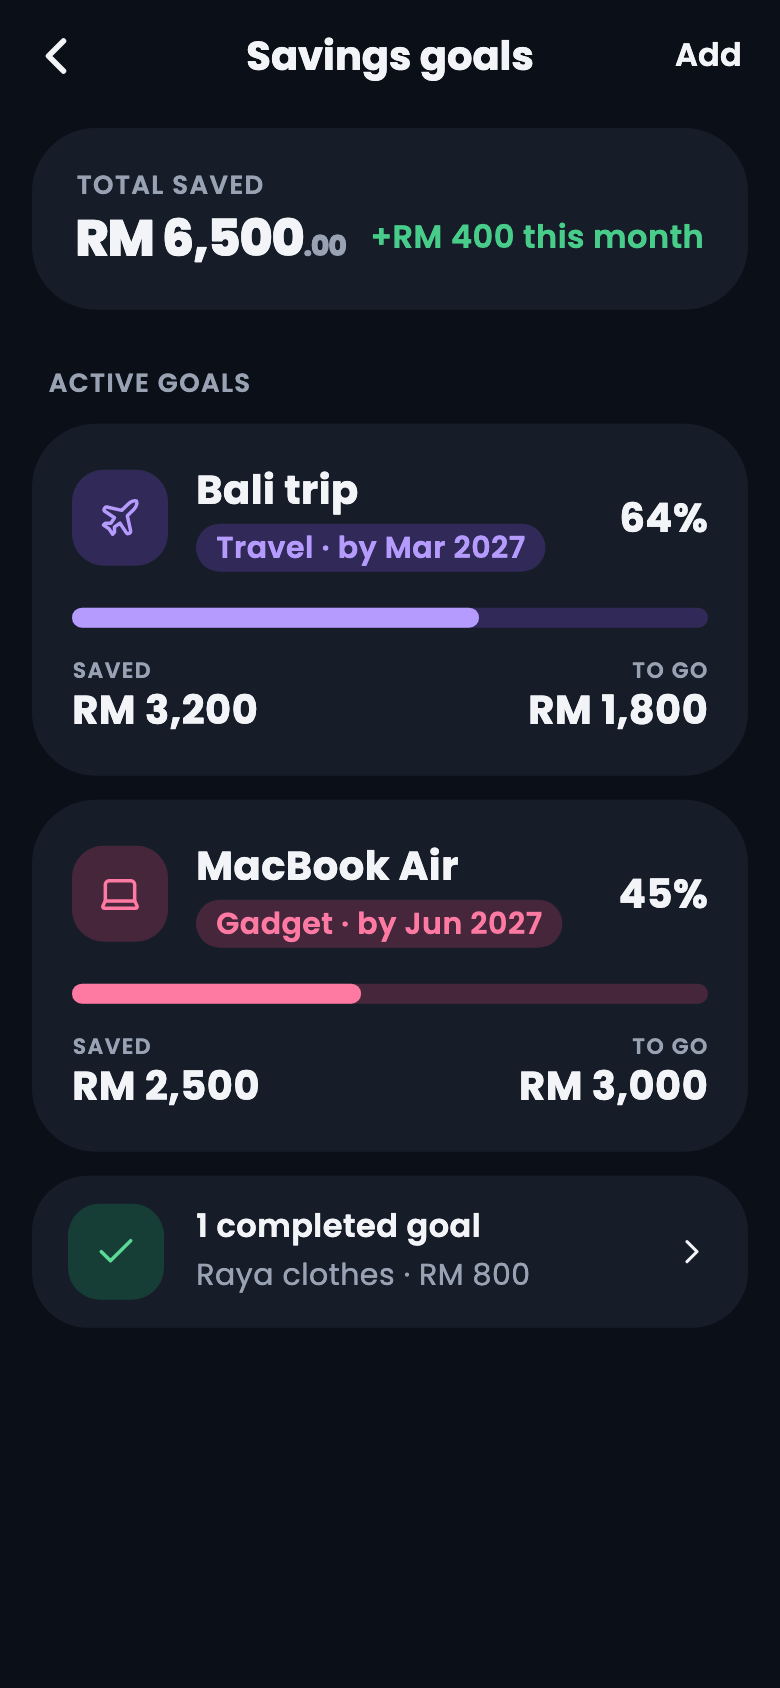 Savings goals
Add
TOTAL SAVED
RM 6,500.00 +RM 400 this month
ACTIVE GOALS
Bali trip
64%
Travel · by Mar 2027
SAVED TO GO
RM 3,200 RM 1,800
MacBook Air
45%
Gadget · by Jun 2027
SAVED TO GO
RM 2,500 RM 3,000
1 completed goal
Raya clothes · RM 800